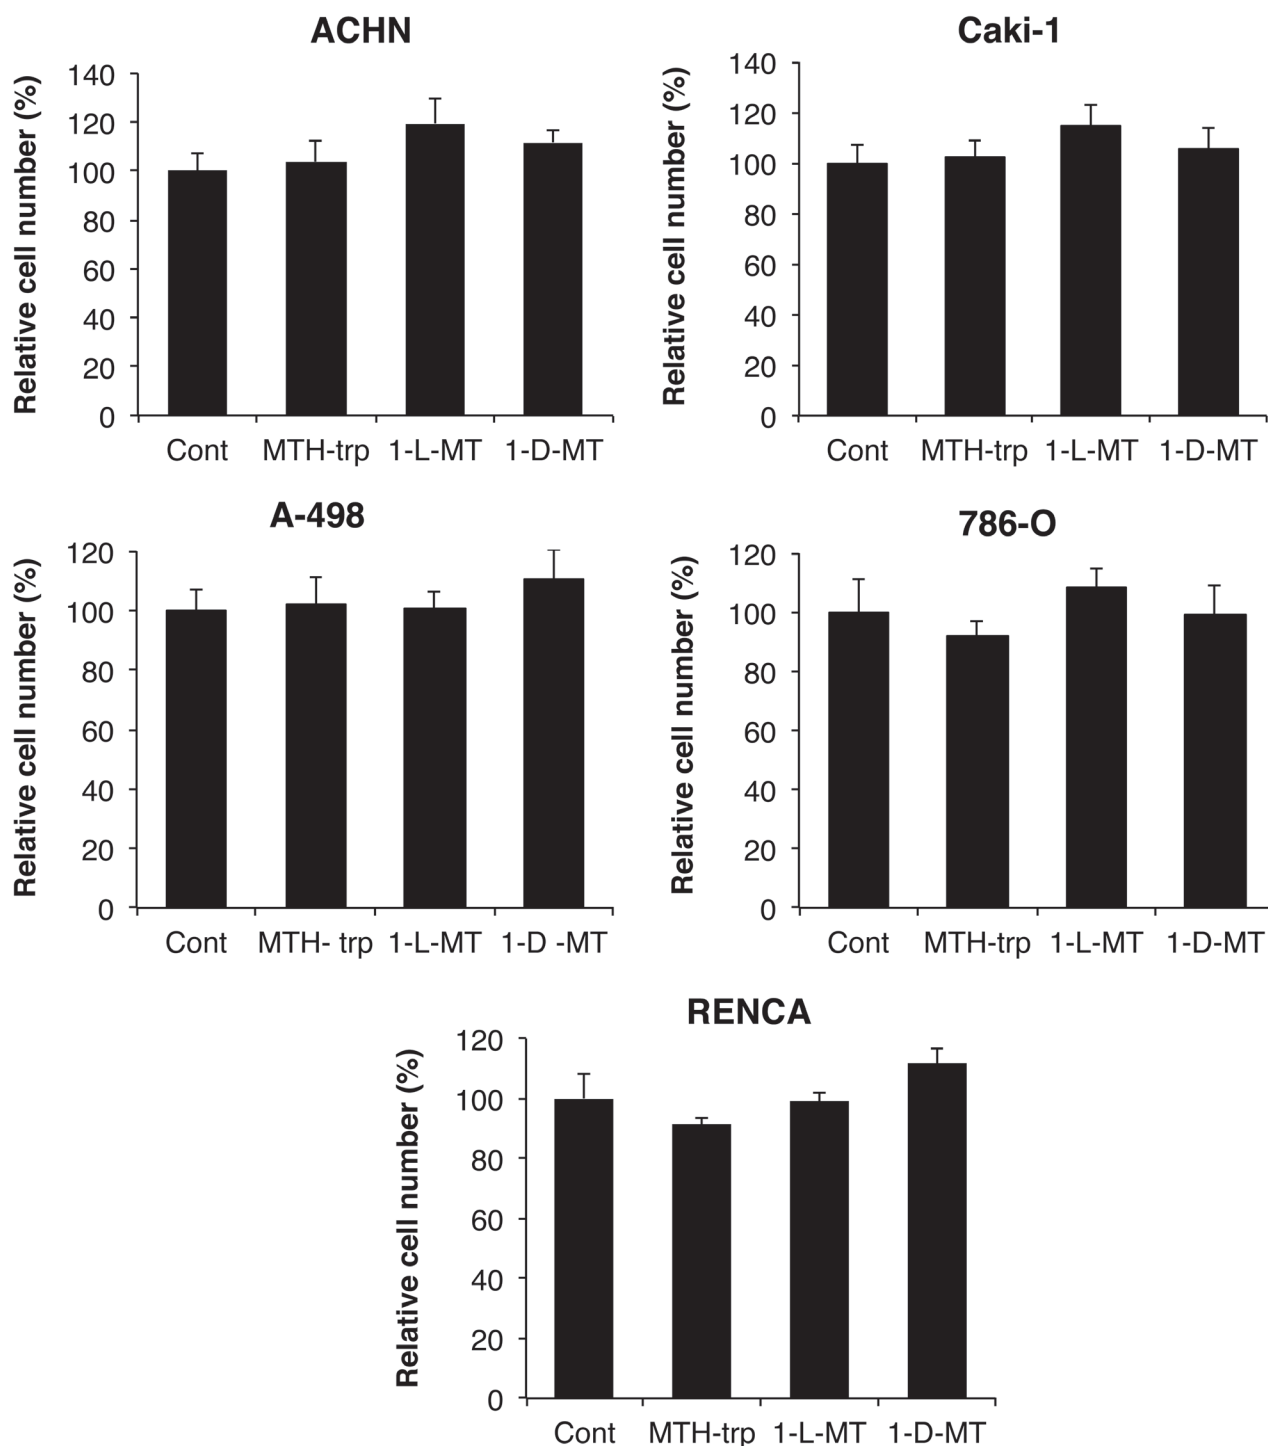 ACHN
Relative cell number (%)
140
120
100
80
60
40
20
0
Cont MTH-trp 1-L-MT 1-D-MT
Caki-1
Relative cell number (%)
140
120
100
80
60
40
20
0
Cont MTH-trp 1-L-MT 1-D-MT
A-498
Relative cell number (%)
120
100
80
60
40
20
0
Cont MTH- trp 1-L-MT 1-D -MT
786-O
Relative cell number (%)
120
100
80
60
40
20
0
Cont MTH-trp 1-L-MT 1-D-MT
RENCA
Relative cell number (%)
120
100
80
60
40
20
0
Cont MTH-trp 1-L-MT 1-D-MT